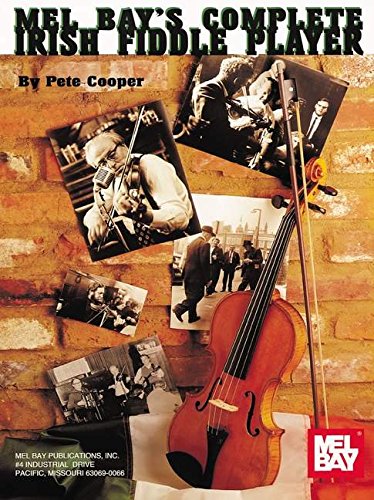 MEL BAY'S COMPLETE
IRISH FIDDLE PLAYER
By Pete Cooper
MEL BAY PUBLICATIONS, INC.
#4 INDUSTRIAL DRIVE
PACIFIC, MISSOURI 63069-0066
MEL
BAY